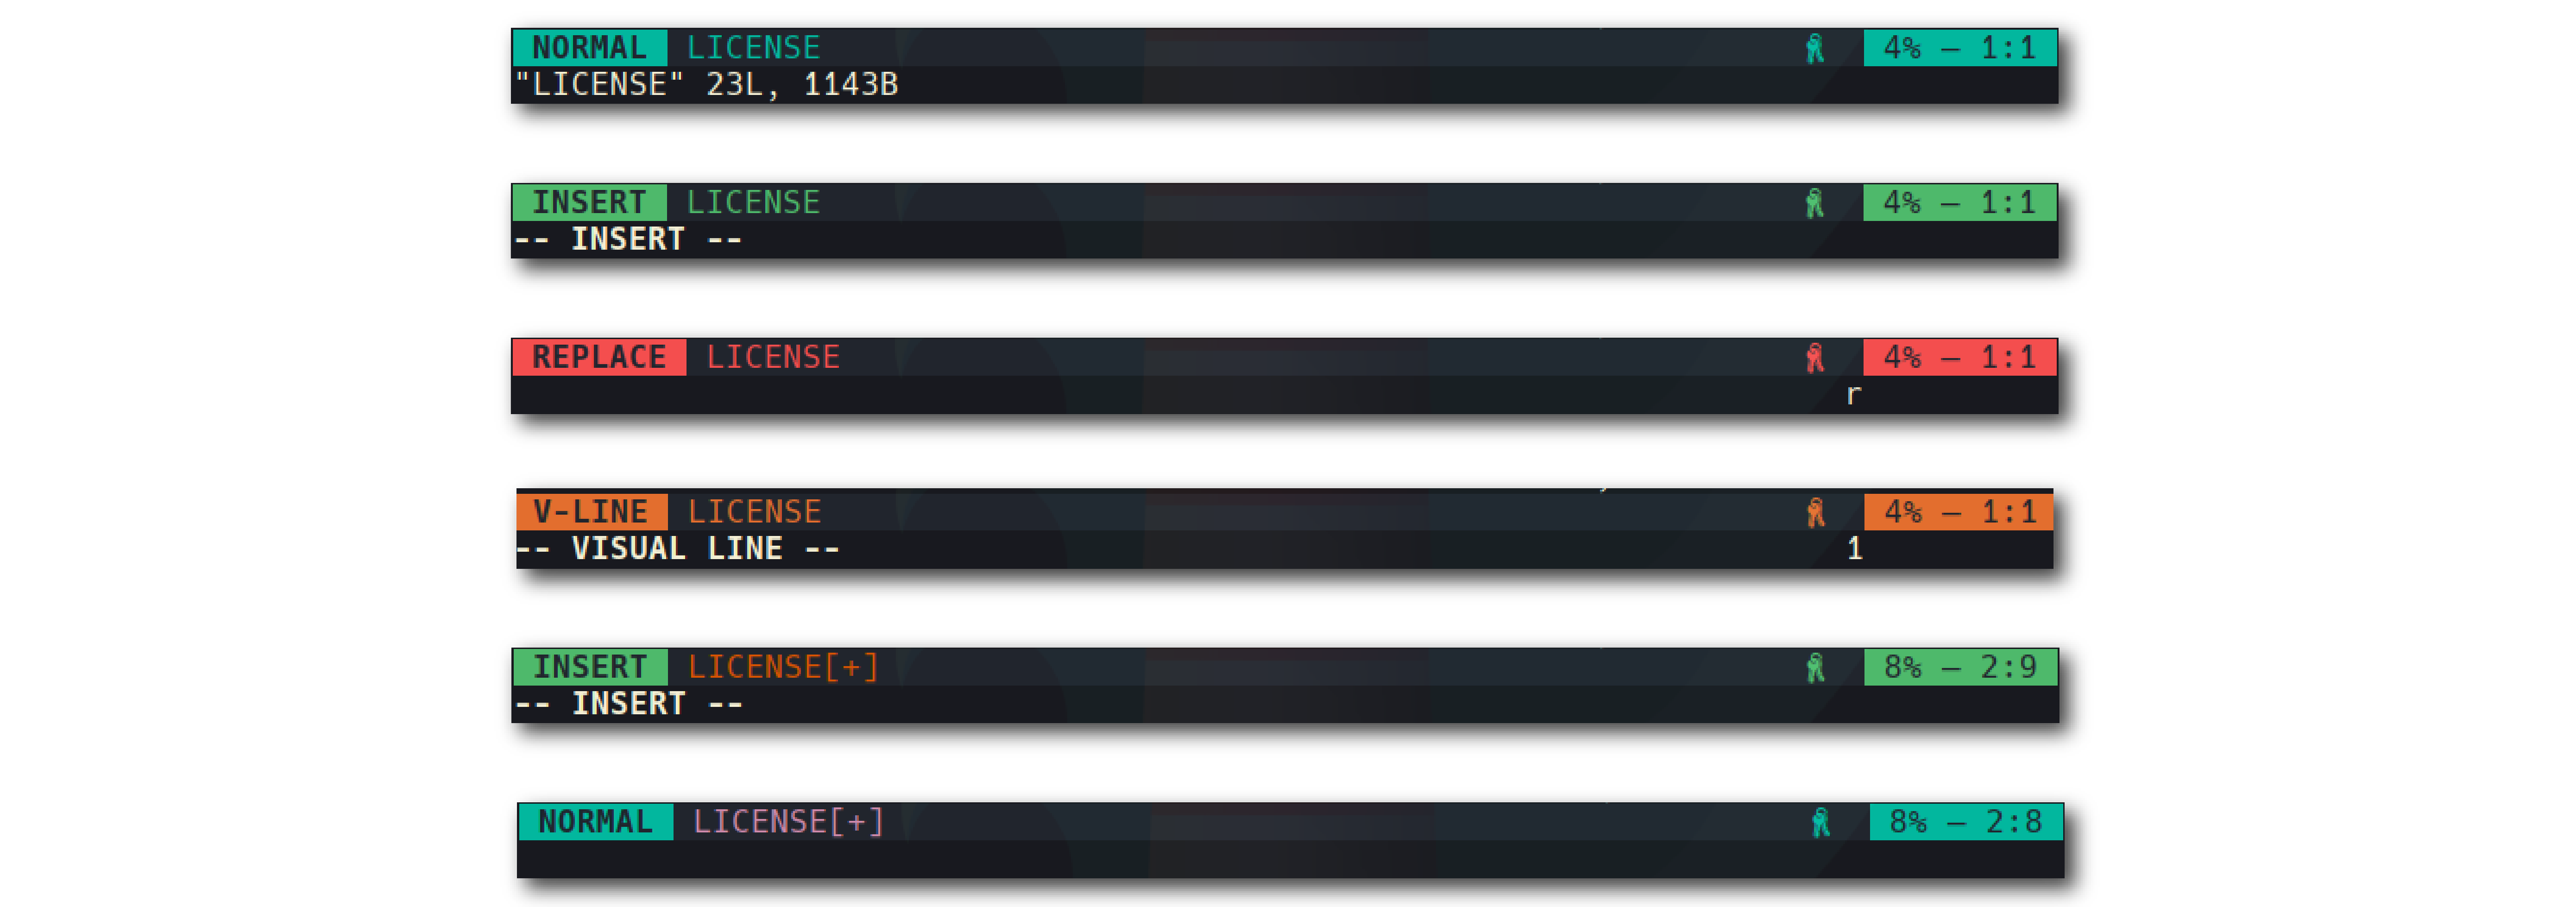 NORMAL LICENSE 4% – 1:1
"LICENSE" 23L, 1143B
INSERT LICENSE 4% – 1:1
-- INSERT --
REPLACE LICENSE 4% – 1:1
r
V-LINE LICENSE 4% – 1:1
-- VISUAL LINE -- 1
INSERT LICENSE[+] 8% – 2:9
-- INSERT --
NORMAL LICENSE[+] 8% – 2:8